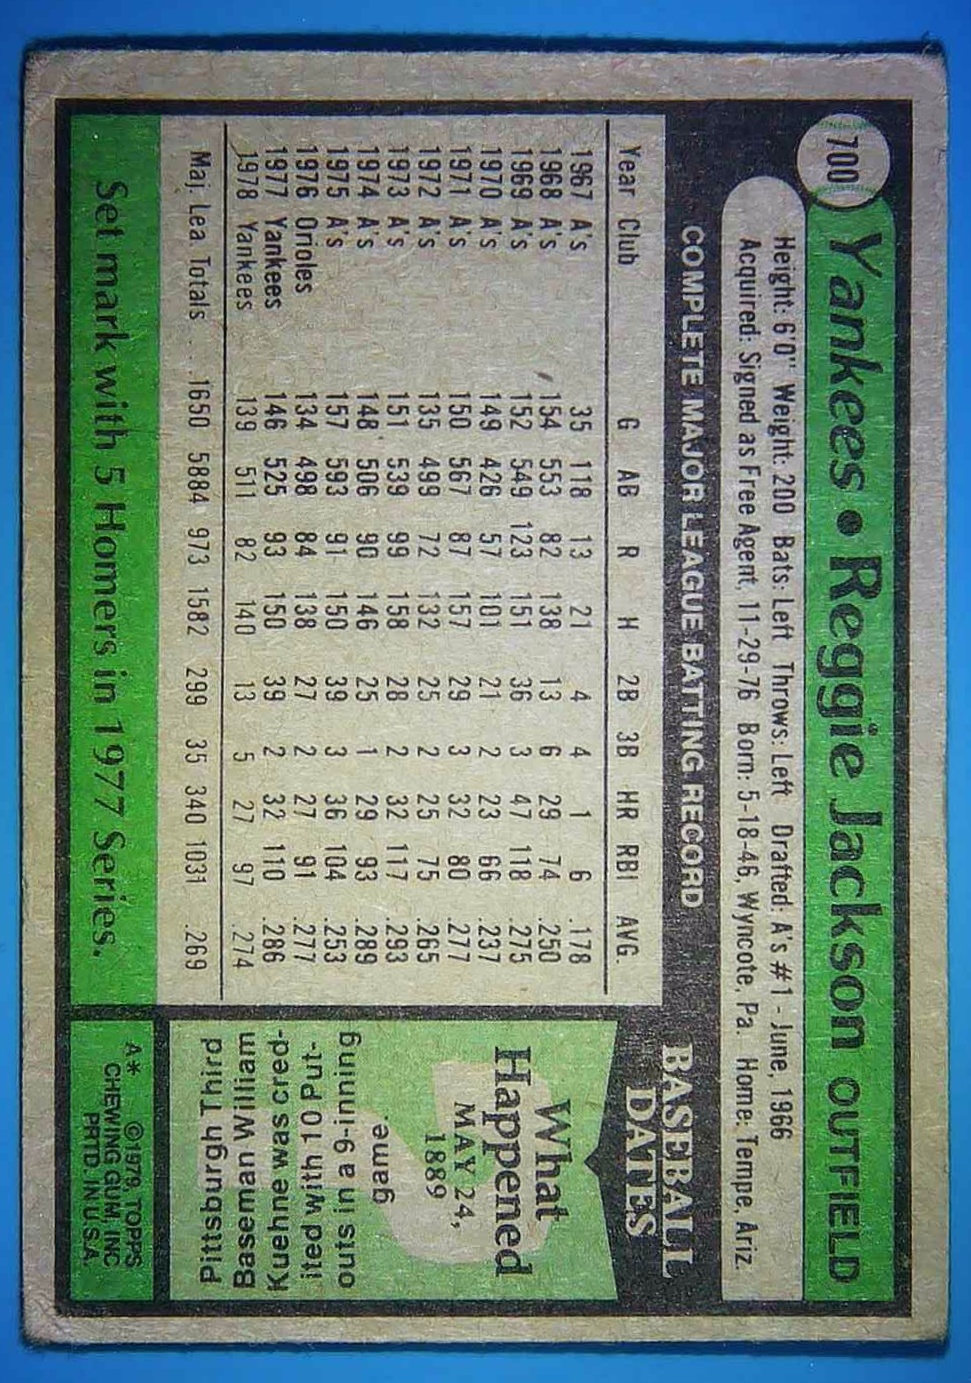 700 Yankees • Reggie Jackson OUTFIELD
Height: 6'0" Weight: 200 Bats: Left Throws: Left Drafted: A's #1 - June, 1966
Acquired: Signed as Free Agent, 11-29-76 Born: 5-18-46, Wyncote, Pa. Home: Tempe, Ariz.
COMPLETE MAJOR LEAGUE BATTING RECORD
Year Club G AB R H 2B 3B HR RBI AVG.
1967 A's 35 118 13 21 4 4 1 6 .178
1968 A's 154 553 82 138 13 6 29 74 .250
1969 A's 152 549 123 151 36 3 47 118 .275
1970 A's 149 426 57 101 21 2 23 66 .237
1971 A's 150 567 87 157 29 3 32 80 .277
1972 A's 135 499 72 132 25 2 25 75 .265
1973 A's 151 539 99 158 28 2 32 117 .293
1974 A's 148 506 90 146 25 1 29 93 .289
1975 A's 157 593 91 150 39 3 36 104 .253
1976 Orioles 134 498 84 138 27 2 27 91 .277
1977 Yankees 146 525 93 150 39 2 32 110 .286
1978 Yankees 139 511 82 140 13 5 27 97 .274
Maj. Lea. Totals . . . 1650 5884 973 1582 299 35 340 1031 .269
Set mark with 5 Homers in 1977 Series.
BASEBALL
DATES
What
Happened
MAY 24,
1889
Pittsburgh Third
Baseman William
Kuehne was cred-
ited with 10 Put-
outs in a 9-inning
game.
A* ©1979, TOPPS
CHEWING GUM, INC
PRTD. IN U.S.A.